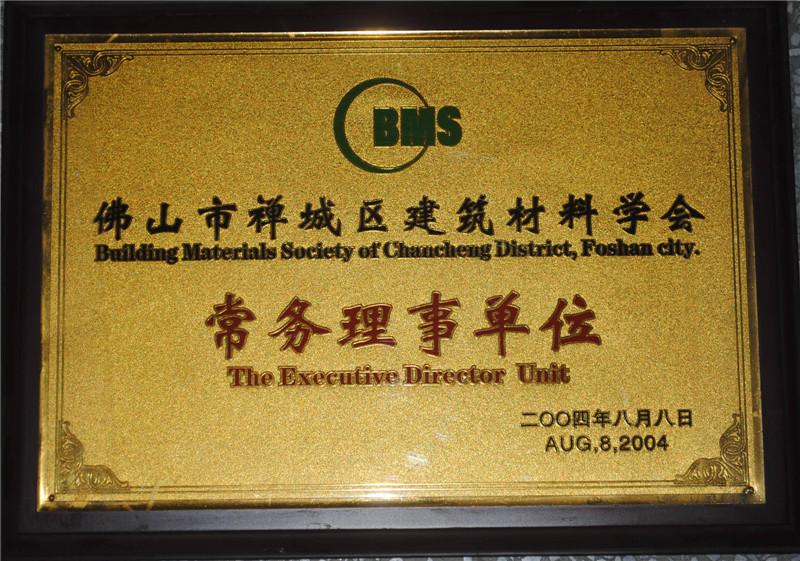 BMS
佛山市禅城区建筑材料学会
Building Materials Society of Chancheng District, Foshan city.
常务理事单位
The Executive Director Unit
二OO四年八月八日
AUG,8,2004